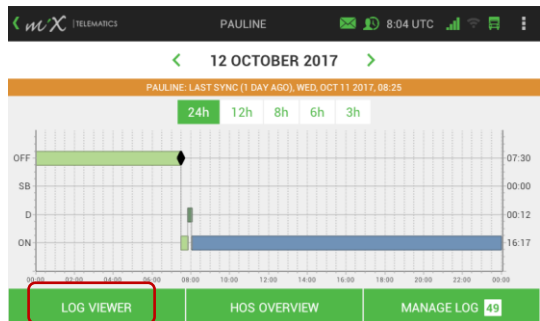 miX TELEMATICS PAULINE 8:04 UTC
12 OCTOBER 2017
PAULINE: LAST SYNC (1 DAY AGO), WED, OCT 11 2017, 08:25
24h 12h 8h 6h 3h
OFF 07:30
SB 00:00
D 00:12
ON 16:17
00:00 02:00 04:00 06:00 08:00 10:00 12:00 14:00 16:00 18:00 20:00 22:00 00:00
LOG VIEWER HOS OVERVIEW MANAGE LOG 49